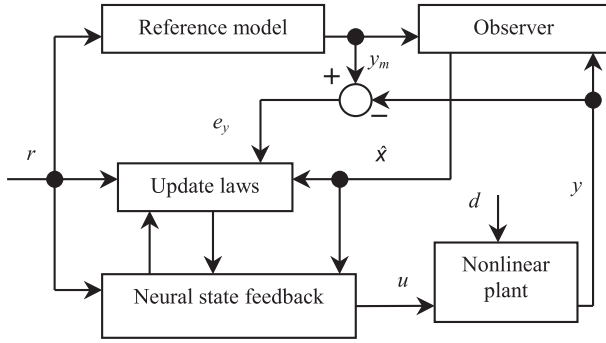 Reference model
Observer
y_m
+
−
e_y
r
x̂
Update laws
d
y
Neural state feedback
u
Nonlinear
plant